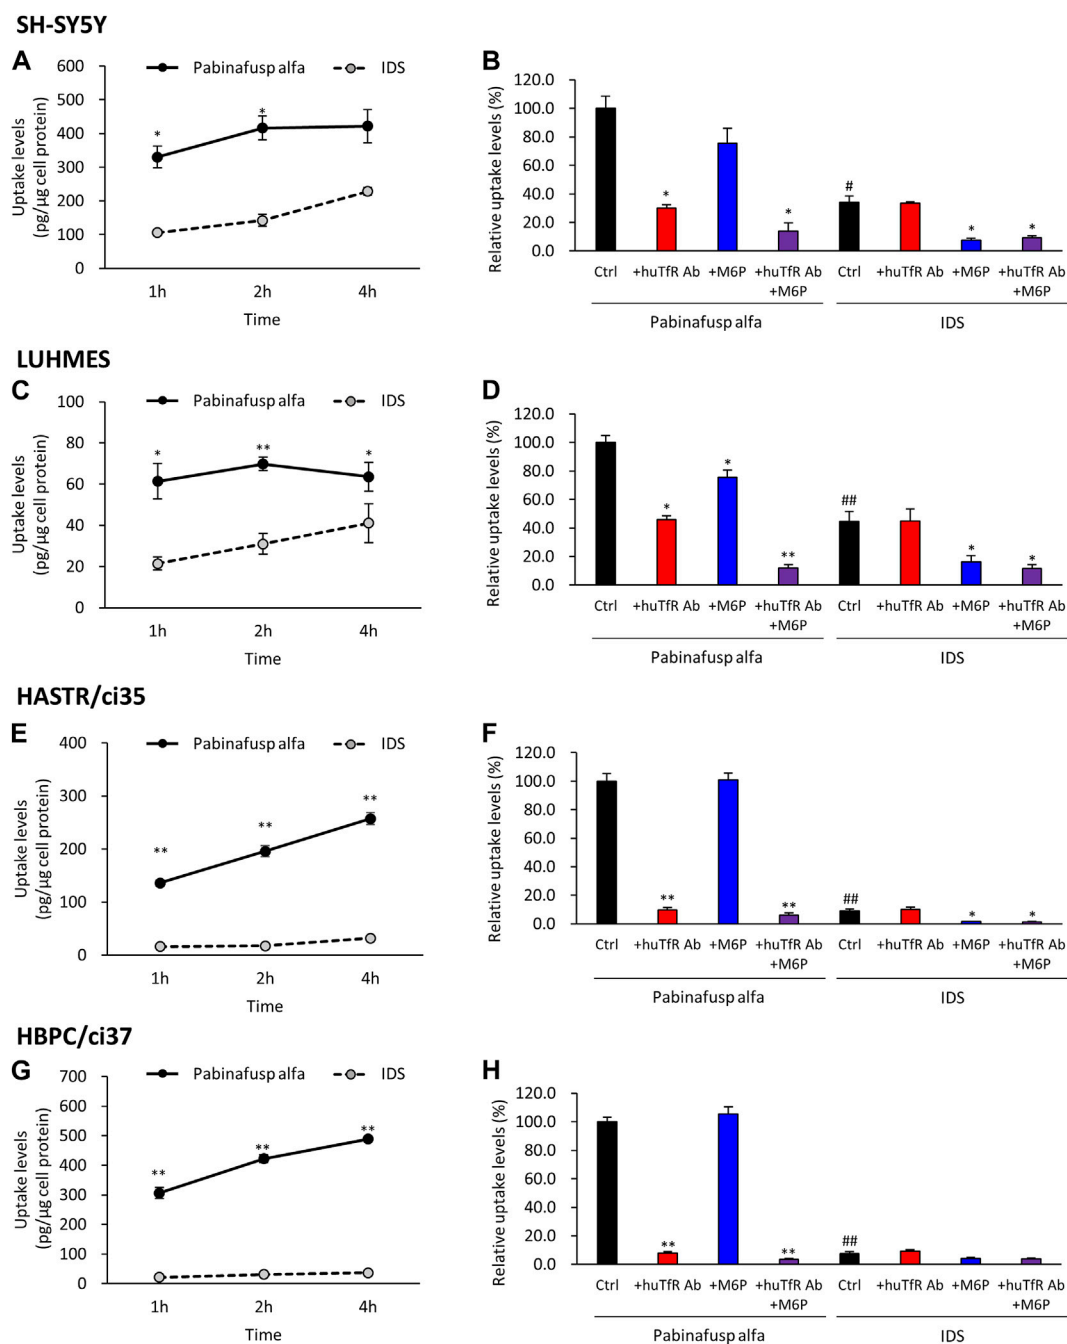 SH-SY5Y
A
Pabinafusp alfa IDS
Uptake levels
(pg/µg cell protein)
600
500
400
300
200
100
0
* *
1h 2h 4h
Time
B
Relative uptake levels (%)
120.0
100.0
80.0
60.0
40.0
20.0
0.0
* * # * *
Ctrl +huTfR Ab +M6P +huTfR Ab Ctrl +huTfR Ab +M6P +huTfR Ab
+M6P +M6P
Pabinafusp alfa IDS
LUHMES
C
Pabinafusp alfa IDS
Uptake levels
(pg/µg cell protein)
100
80
60
40
20
0
* ** *
1h 2h 4h
Time
D
Relative uptake levels (%)
120.0
100.0
80.0
60.0
40.0
20.0
0.0
* * ** ## * *
Ctrl +huTfR Ab +M6P +huTfR Ab Ctrl +huTfR Ab +M6P +huTfR Ab
+M6P +M6P
Pabinafusp alfa IDS
HASTR/ci35
E
Pabinafusp alfa IDS
Uptake levels
(pg/µg cell protein)
400
300
200
100
0
** ** **
1h 2h 4h
Time
F
Relative uptake levels (%)
120.0
100.0
80.0
60.0
40.0
20.0
0.0
** ** ## * *
Ctrl +huTfR Ab +M6P +huTfR Ab Ctrl +huTfR Ab +M6P +huTfR Ab
+M6P +M6P
Pabinafusp alfa IDS
HBPC/ci37
G
Pabinafusp alfa IDS
Uptake levels
(pg/µg cell protein)
700
600
500
400
300
200
100
0
** ** **
1h 2h 4h
Time
H
Relative uptake levels (%)
120.0
100.0
80.0
60.0
40.0
20.0
0.0
** ** ##
Ctrl +huTfR Ab +M6P +huTfR Ab Ctrl +huTfR Ab +M6P +huTfR Ab
+M6P +M6P
Pabinafusp alfa IDS